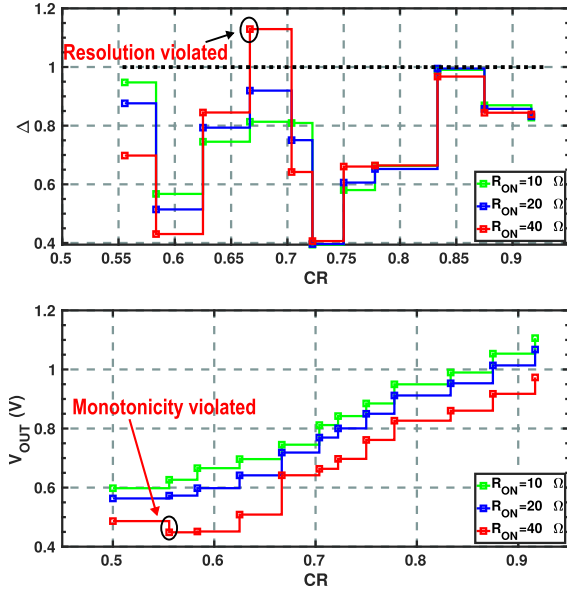 1.2
1
0.8
0.6
0.4
Δ
Resolution violated
R_ON=10 Ω
R_ON=20 Ω
R_ON=40 Ω
0.5 0.55 0.6 0.65 0.7 0.75 0.8 0.85 0.9
CR
1.2
1
0.8
0.6
0.4
V_OUT (V)
Monotonicity violated
R_ON=10 Ω
R_ON=20 Ω
R_ON=40 Ω
0.5 0.6 0.7 0.8 0.9
CR